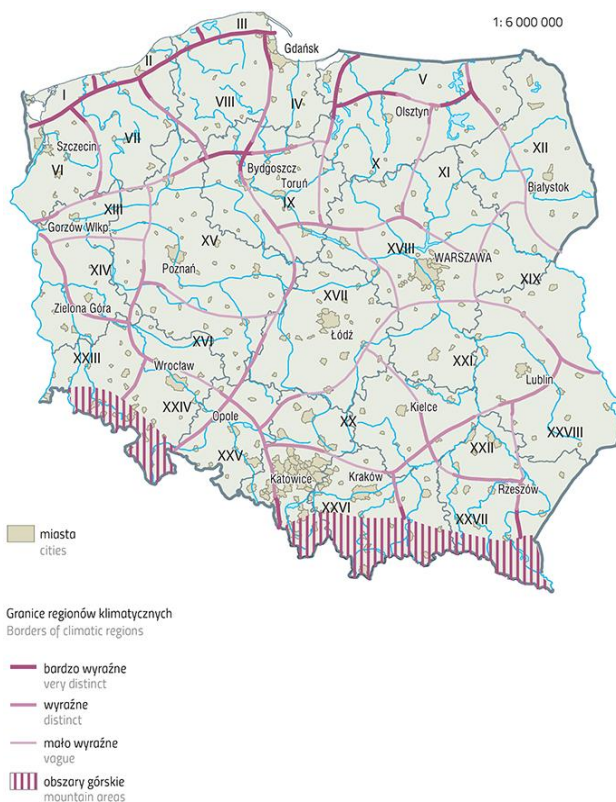 1: 6 000 000
III
Gdańsk
II
I
V
IV
VIII
Olsztyn
VII
XII
Szczecin
X
XI
VI
Bydgoszcz
Białystok
Toruń
XIII
IX
Gorzów Wlkp.
XV
XVIII
WARSZAWA
Poznań
XIV
XIX
XVII
Zielona Góra
Łódź
XVI
XXIII
XXI
Wrocław
Lublin
XXIV
Kielce
Opole
XX
XXVIII
XXII
XXV
Katowice
Kraków
Rzeszów
XXVI
XXVII
miasta
cities
Granice regionów klimatycznych
Borders of climatic regions
bardzo wyraźne
very distinct
wyraźne
distinct
mało wyraźne
vague
obszary górskie
mountain areas